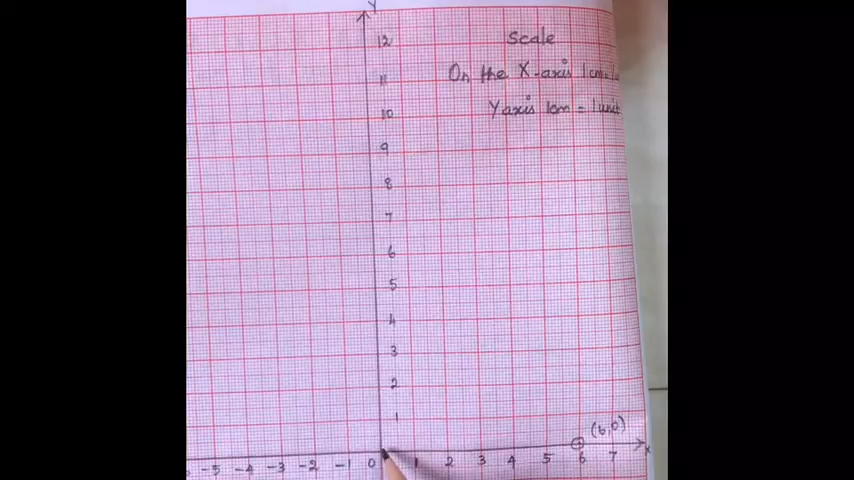 Y
12
Scale
On the X-axis 1cm
11
Y axis 1cm = 1 unit
10
9
8
7
6
5
4
3
2
1
(6,0)
X
-5 -4 -3 -2 -1 0 1 2 3 4 5 6 7